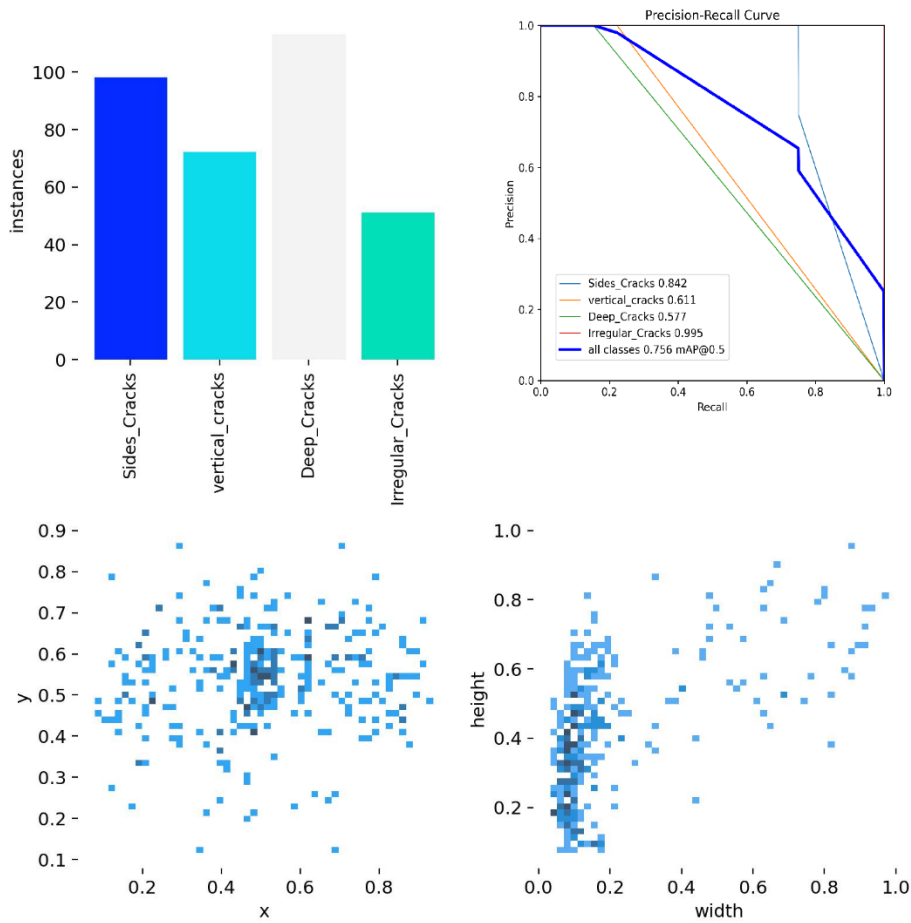 100
80
60
40
20
0
instances
Sides_Cracks
vertical_cracks
Deep_Cracks
Irregular_Cracks
Precision-Recall Curve
1.0
0.8
0.6
0.4
0.2
0.0
Precision
Sides_Cracks 0.842
vertical_cracks 0.611
Deep_Cracks 0.577
Irregular_Cracks 0.995
all classes 0.756 mAP@0.5
0.0 0.2 0.4 0.6 0.8 1.0
Recall
0.9
0.8
0.7
0.6
0.5
0.4
0.3
0.2
0.1
y
0.2 0.4 0.6 0.8
x
1.0
0.8
0.6
0.4
0.2
height
0.0 0.2 0.4 0.6 0.8 1.0
width